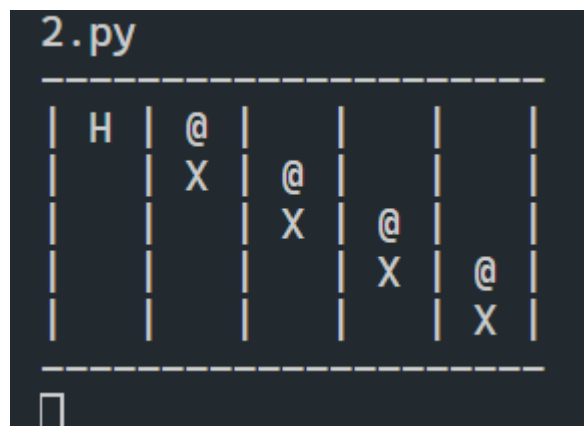 2.py
---------------------
| H | @ |   |   |   |
|   | X | @ |   |   |
|   |   | X | @ |   |
|   |   |   | X | @ |
|   |   |   |   | X |
---------------------